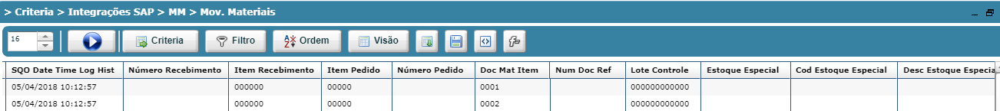 > Criteria > Integrações SAP > MM > Mov. Materiais
16 Criteria Filtro Ordem Visão
SQO Date Time Log Hist Número Recebimento Item Recebimento Item Pedido Número Pedido Doc Mat Item Num Doc Ref Lote Controle Estoque Especial Cod Estoque Especial Desc Estoque Especia
05/04/2018 10:12:57 000000 00000 0001 000000000000
05/04/2018 10:12:57 000000 00000 0002 000000000000